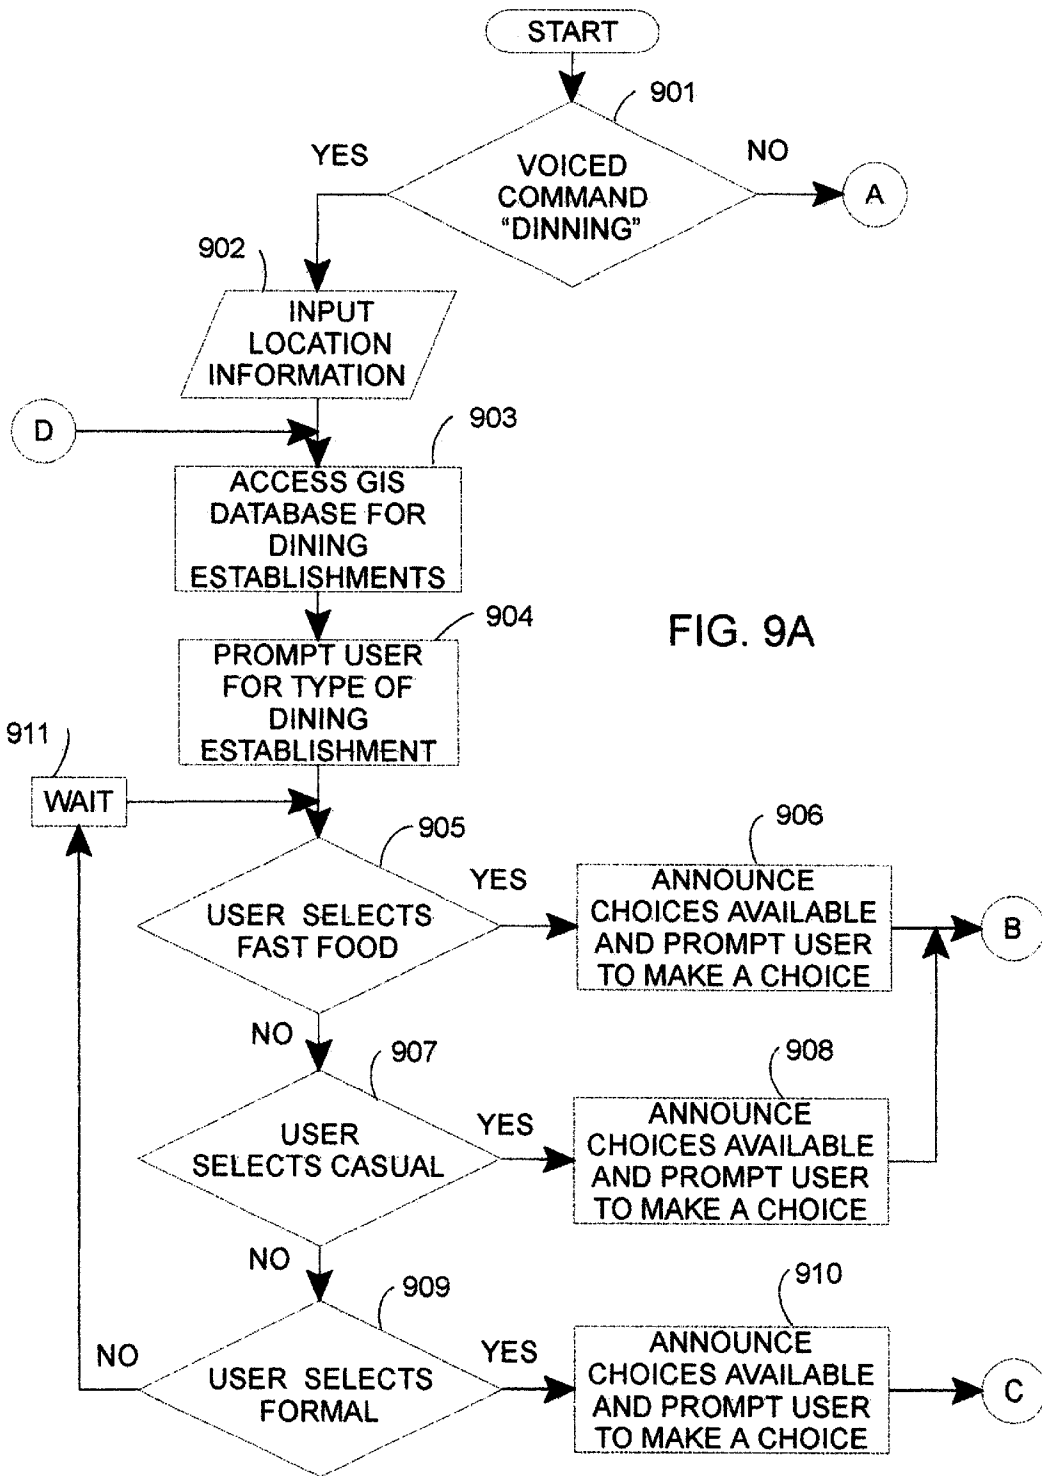 START
901
YES
NO
VOICED
COMMAND
“DINNING”
A
902
INPUT
LOCATION
INFORMATION
D
903
ACCESS GIS
DATABASE FOR
DINING
ESTABLISHMENTS
904
FIG. 9A
PROMPT USER
FOR TYPE OF
DINING
ESTABLISHMENT
911
WAIT
905
906
YES
USER SELECTS
FAST FOOD
ANNOUNCE
CHOICES AVAILABLE
AND PROMPT USER
TO MAKE A CHOICE
B
NO
907
908
YES
USER
SELECTS CASUAL
ANNOUNCE
CHOICES AVAILABLE
AND PROMPT USER
TO MAKE A CHOICE
NO
909
910
NO
YES
USER SELECTS
FORMAL
ANNOUNCE
CHOICES AVAILABLE
AND PROMPT USER
TO MAKE A CHOICE
C